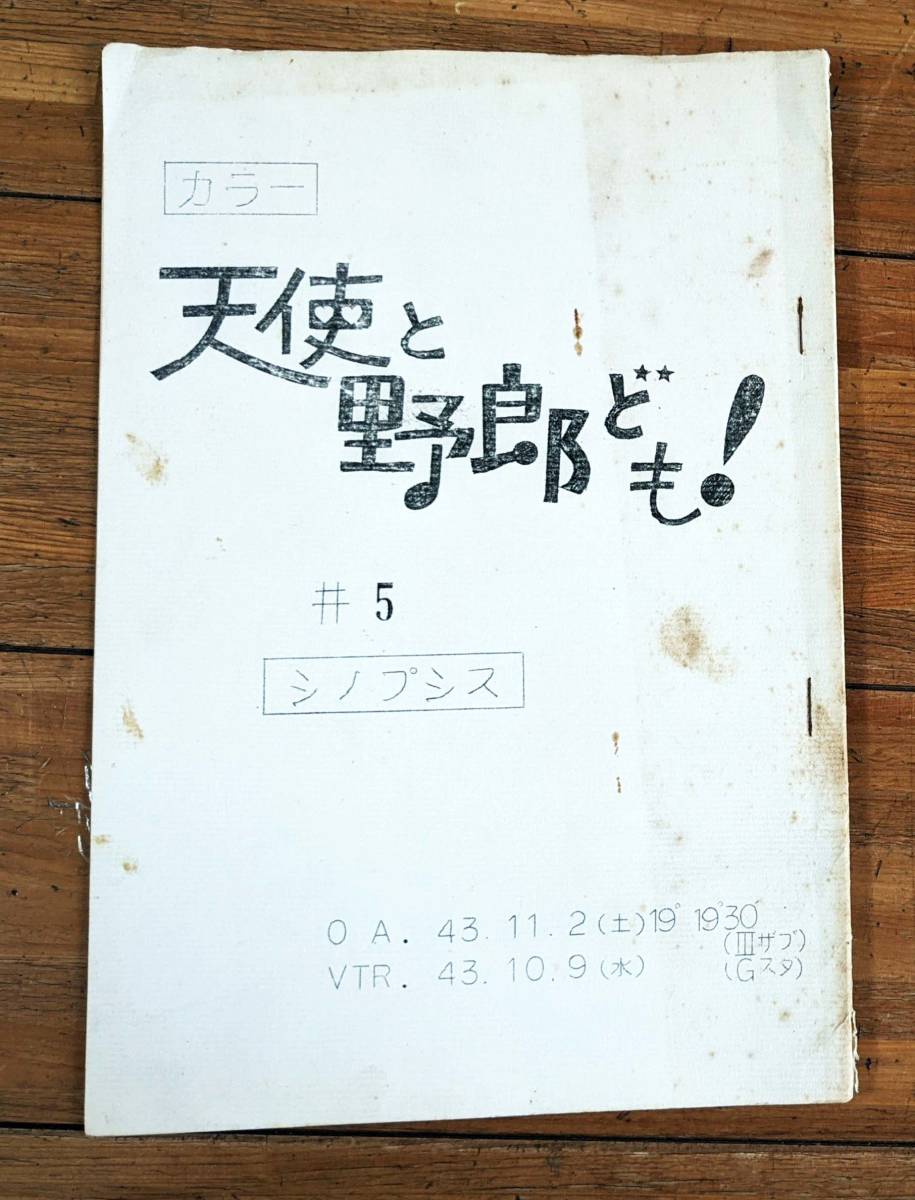 カラー
天使と
野郎ども!
# 5
シノプシス
O A. 43. 11. 2 (土) 19° 19°30′
(Ⅲサブ)
VTR. 43. 10. 9 (水) (Gスタ)